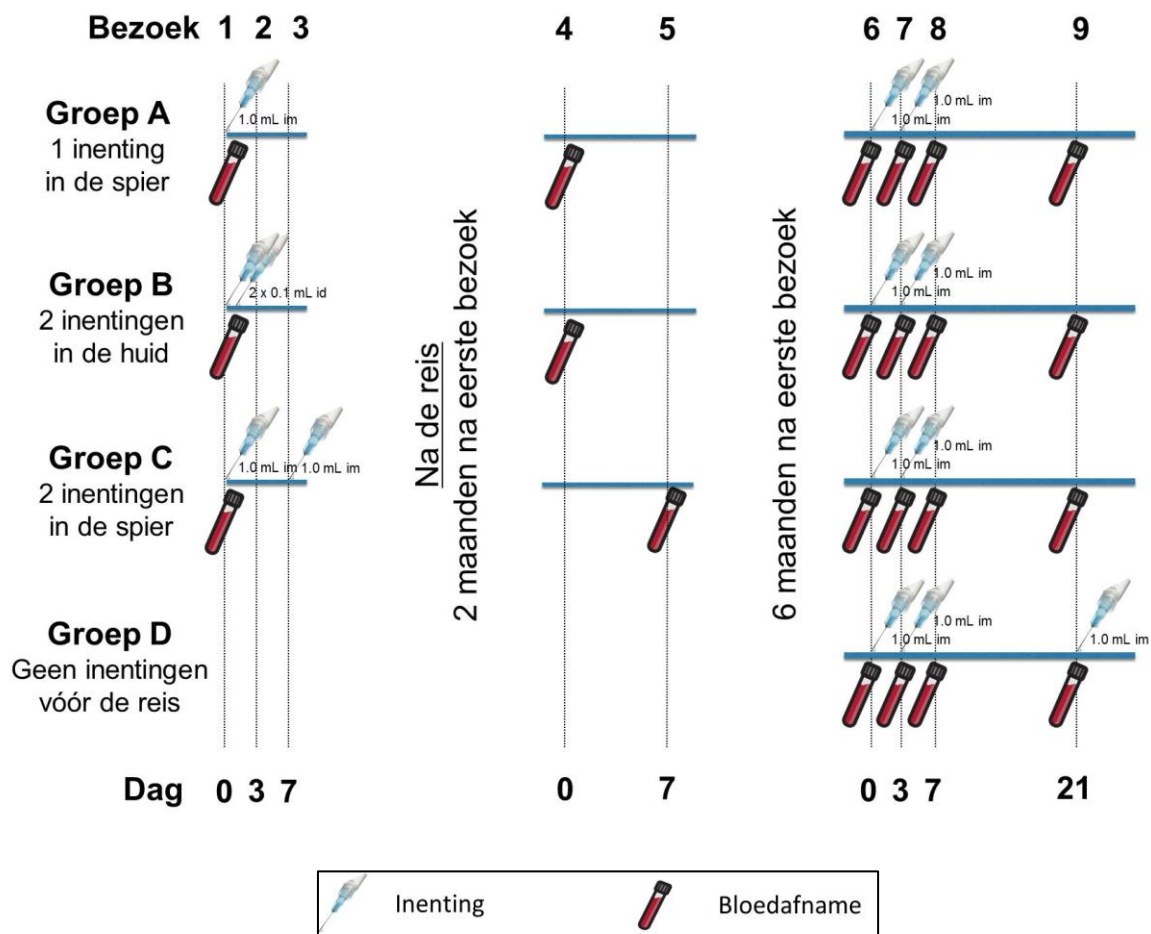 Bezoek 1 2 3 4 5 6 7 8 9
Groep A
1 inenting
in de spier
1.0 mL im
1.0 mL im
1.0 mL im
Groep B
2 inentingen
in de huid
2 x 0.1 mL id
1.0 mL im
1.0 mL im
Groep C
2 inentingen
in de spier
1.0 mL im 1.0 mL im
1.0 mL im
1.0 mL im
Groep D
Geen inentingen
vóór de reis
1.0 mL im
1.0 mL im 1.0 mL im
Na de reis
2 maanden na eerste bezoek
6 maanden na eerste bezoek
Dag 0 3 7 0 7 0 3 7 21
Inenting Bloedafname